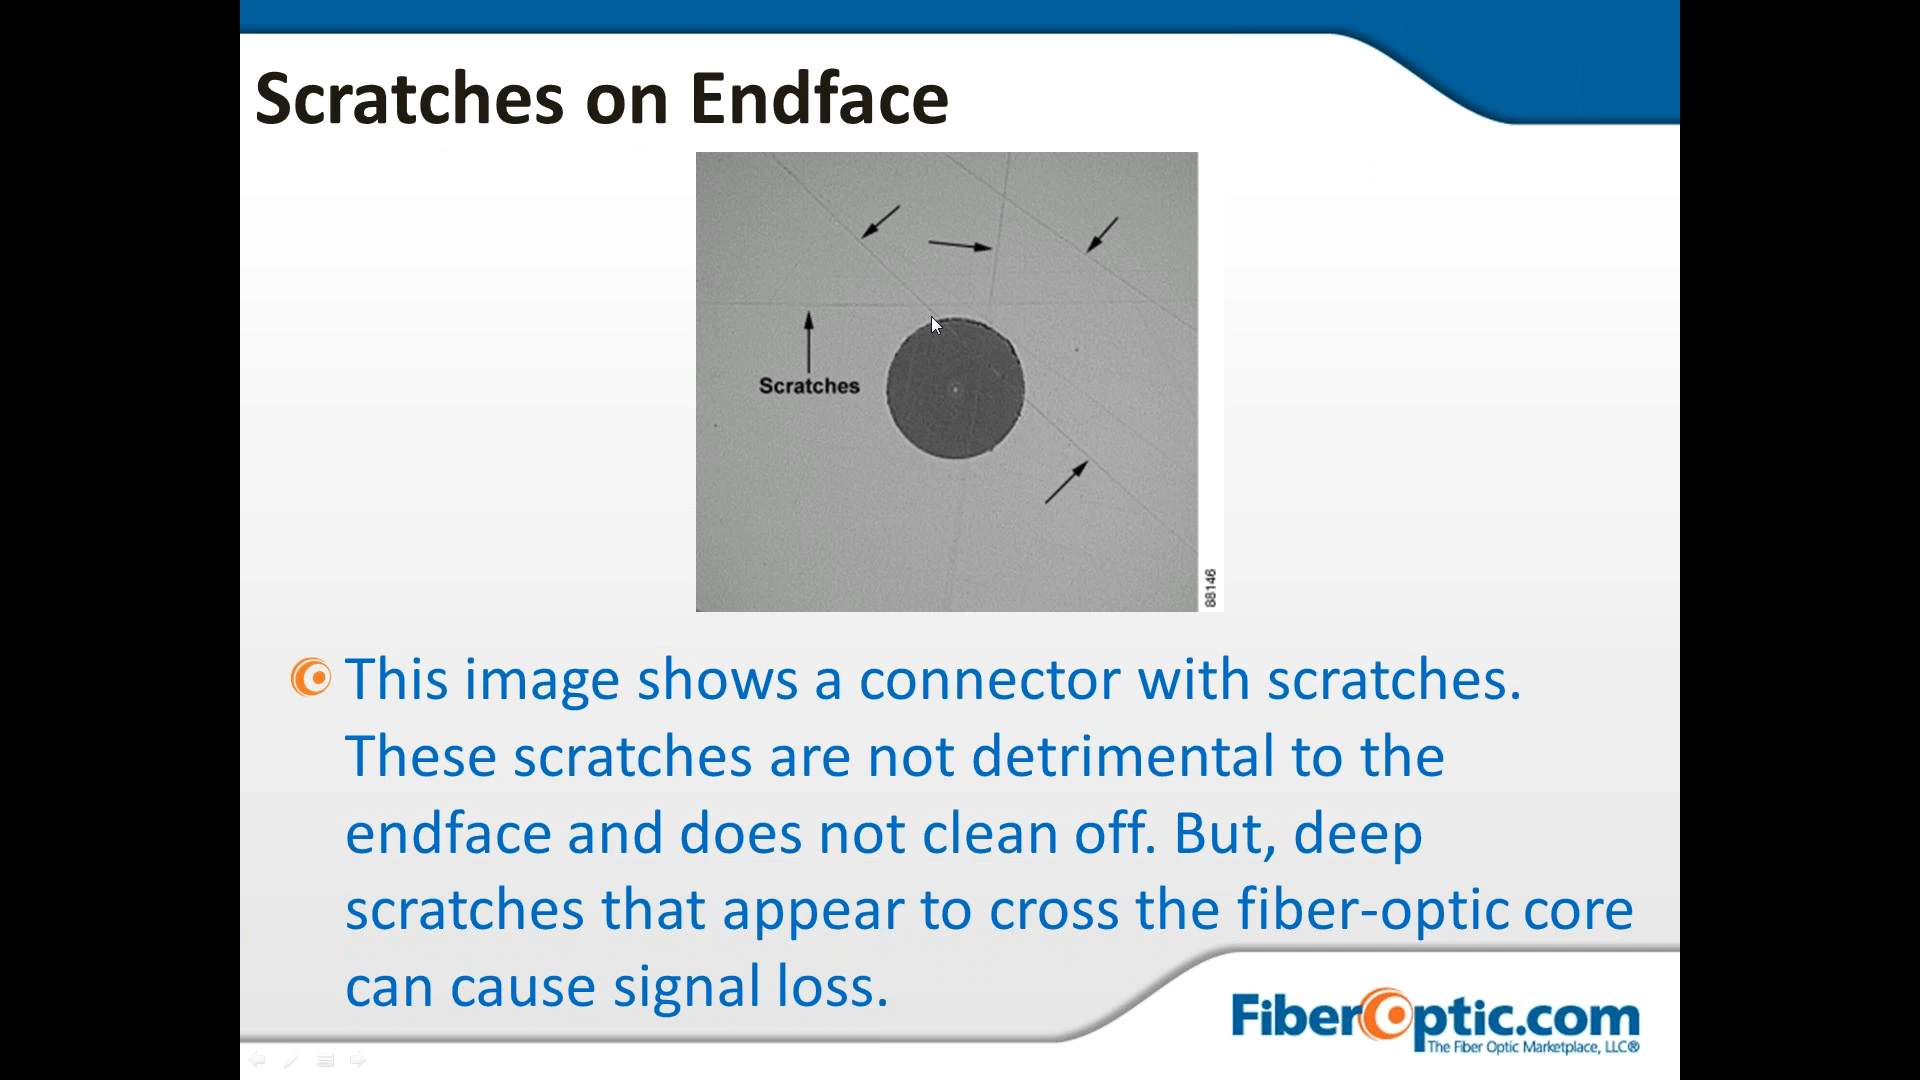 Scratches on Endface
Scratches
88146
This image shows a connector with scratches.
These scratches are not detrimental to the
endface and does not clean off. But, deep
scratches that appear to cross the fiber-optic core
can cause signal loss.
FiberOptic.com
The Fiber Optic Marketplace, LLC®